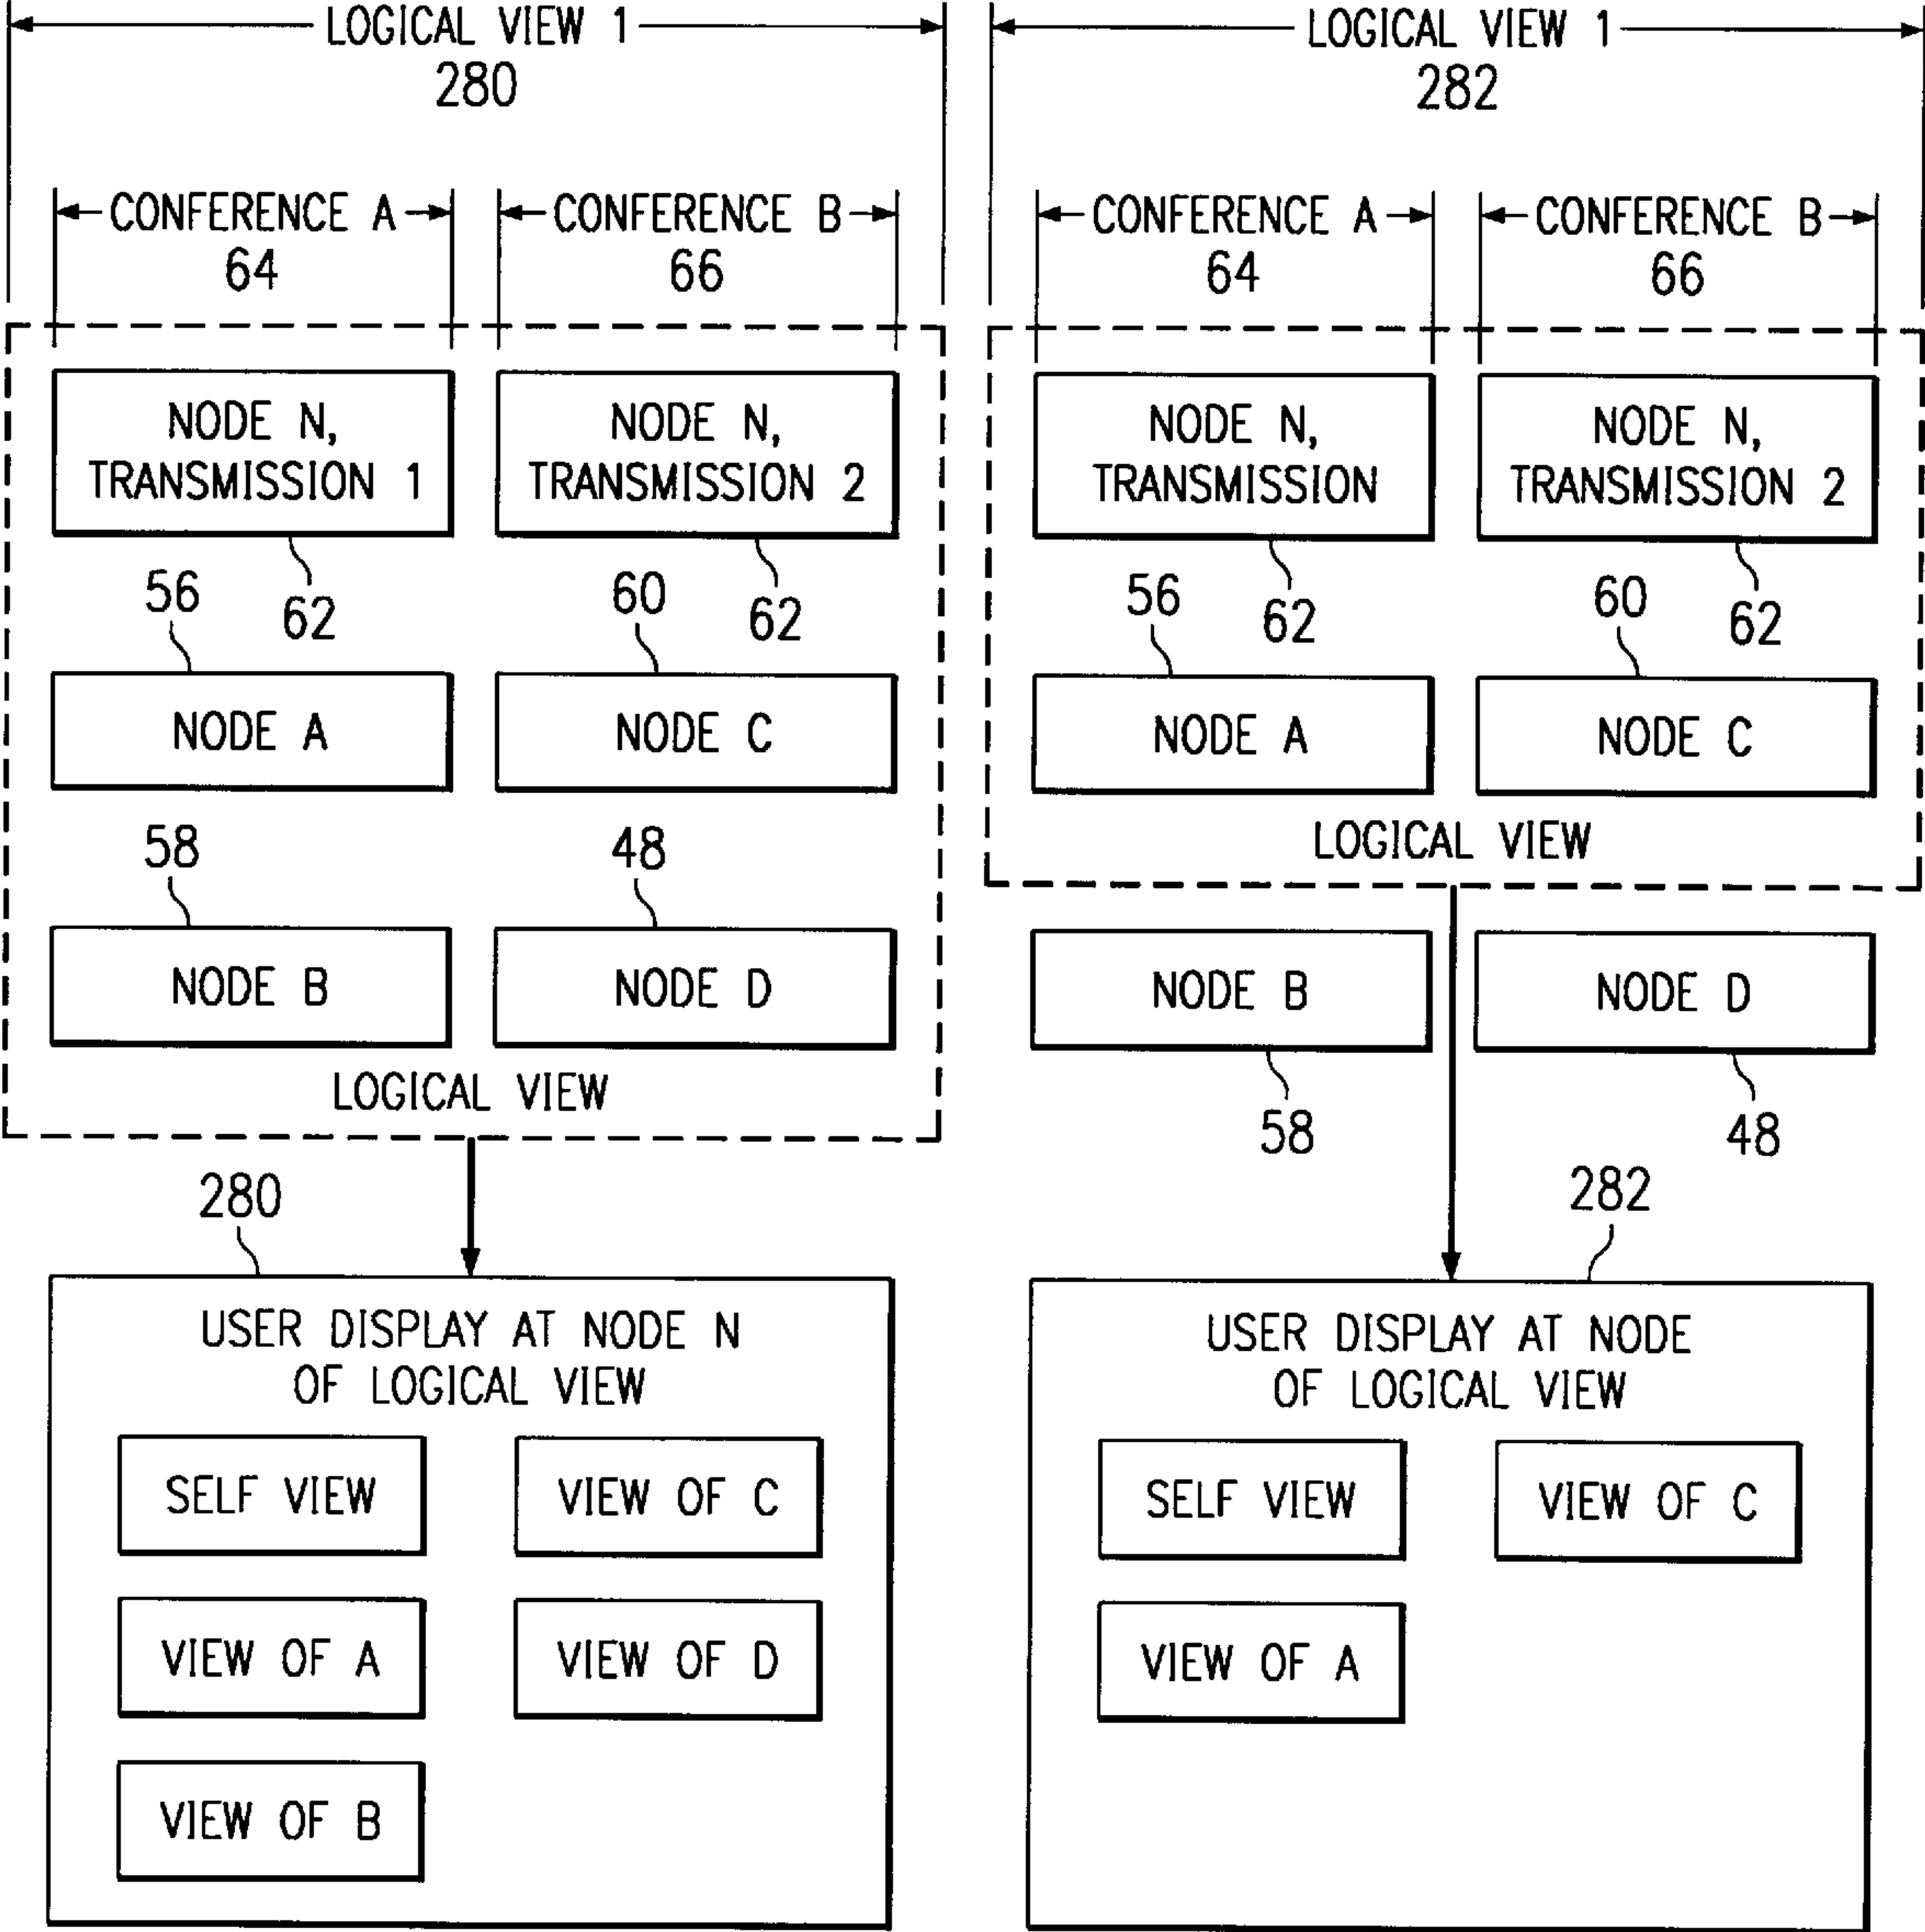 LOGICAL VIEW 1
280
CONFERENCE A
64
CONFERENCE B
66
NODE N,
TRANSMISSION 1
NODE N,
TRANSMISSION 2
56
62
60
62
NODE A
NODE C
58
48
NODE B
NODE D
LOGICAL VIEW
280
USER DISPLAY AT NODE N
OF LOGICAL VIEW
SELF VIEW
VIEW OF C
VIEW OF A
VIEW OF D
VIEW OF B
LOGICAL VIEW 1
282
CONFERENCE A
64
CONFERENCE B
66
NODE N,
TRANSMISSION
NODE N,
TRANSMISSION 2
56
62
60
62
NODE A
NODE C
LOGICAL VIEW
NODE B
NODE D
58
48
282
USER DISPLAY AT NODE
OF LOGICAL VIEW
SELF VIEW
VIEW OF C
VIEW OF A